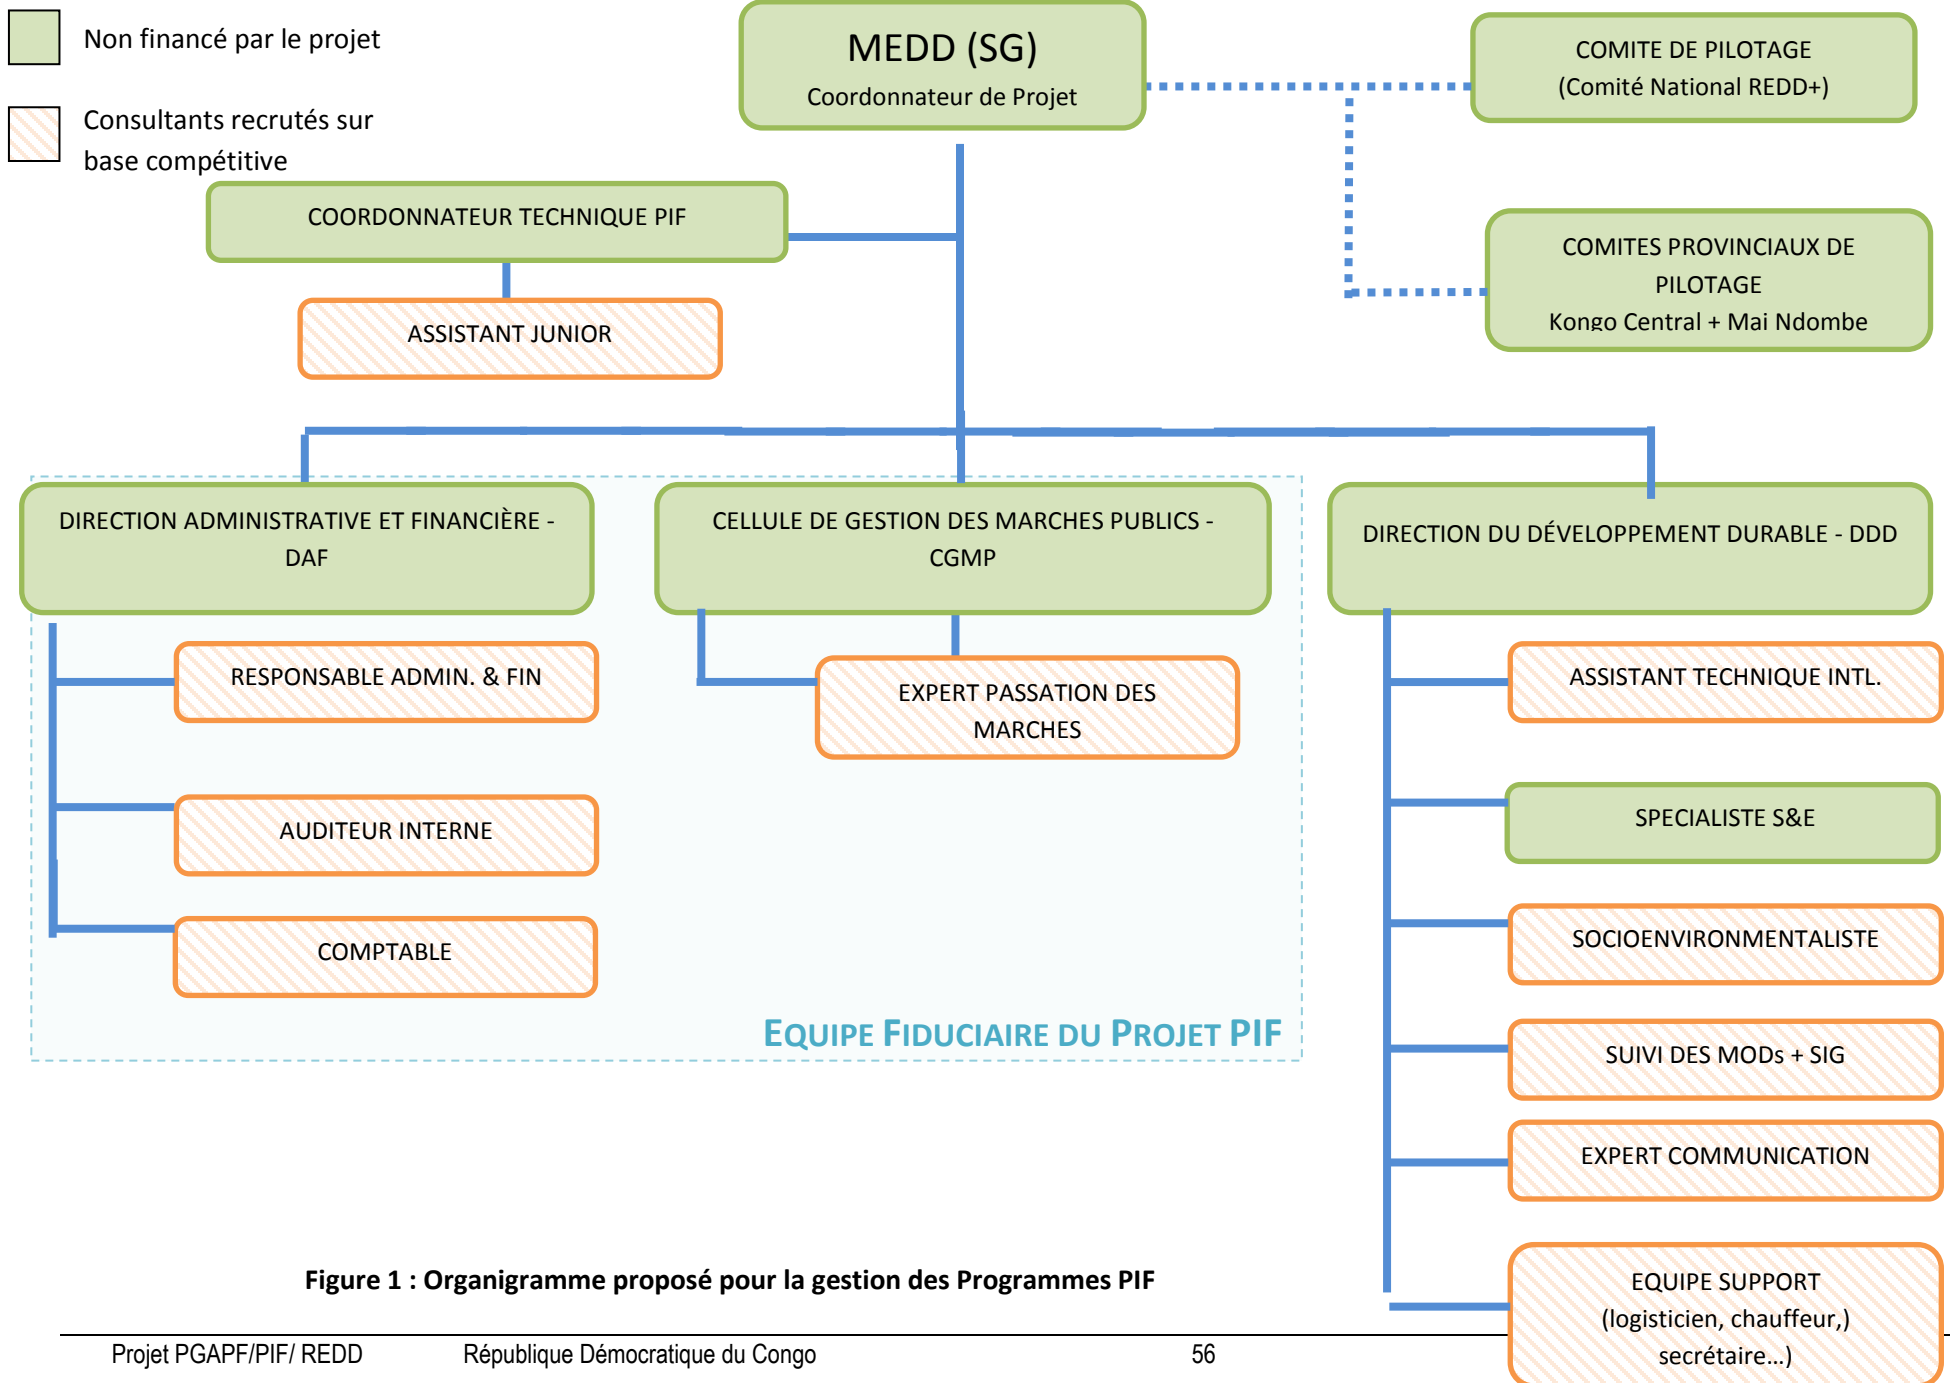 Non financé par le projet
Consultants recrutés sur
base compétitive
MEDD (SG)
Coordonnateur de Projet
COMITE DE PILOTAGE
(Comité National REDD+)
COORDONNATEUR TECHNIQUE PIF
ASSISTANT JUNIOR
COMITES PROVINCIAUX DE
PILOTAGE
Kongo Central + Mai Ndombe
DIRECTION ADMINISTRATIVE ET FINANCIÈRE -
DAF
CELLULE DE GESTION DES MARCHES PUBLICS -
CGMP
DIRECTION DU DÉVELOPPEMENT DURABLE - DDD
RESPONSABLE ADMIN. & FIN
AUDITEUR INTERNE
COMPTABLE
EXPERT PASSATION DES
MARCHES
EQUIPE FIDUCIAIRE DU PROJET PIF
ASSISTANT TECHNIQUE INTL.
SPECIALISTE S&E
SOCIOENVIRONMENTALISTE
SUIVI DES MODs + SIG
EXPERT COMMUNICATION
EQUIPE SUPPORT
(logisticien, chauffeur,)
secrétaire...)
Figure 1 : Organigramme proposé pour la gestion des Programmes PIF
Projet PGAPF/PIF/ REDD République Démocratique du Congo 56